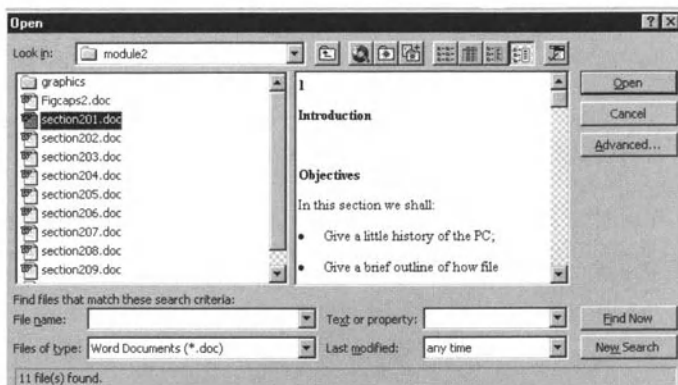 Open
Look in: module2
graphics
Figcaps2.doc
section201.doc
section202.doc
section203.doc
section204.doc
section205.doc
section206.doc
section207.doc
section208.doc
section209.doc
1
Introduction
Objectives
In this section we shall:
• Give a little history of the PC;
• Give a brief outline of how file
Open
Cancel
Advanced...
Find files that match these search criteria:
File name:
Text or property:
Find Now
Files of type: Word Documents (*.doc)
Last modified: any time
New Search
11 file(s) found.